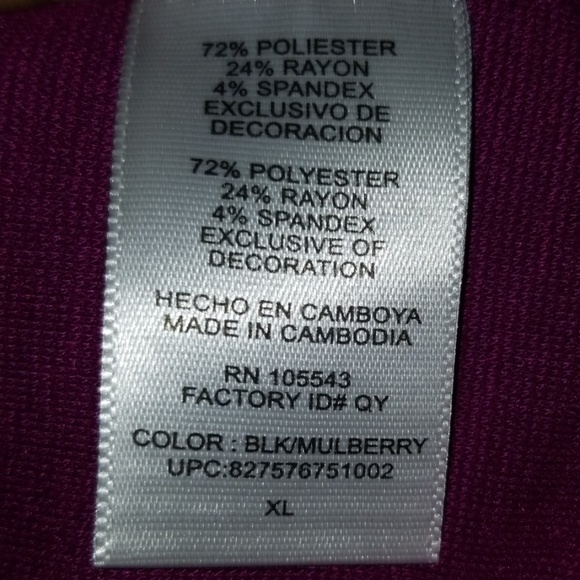 72% POLIESTER
24% RAYON
4% SPANDEX
EXCLUSIVO DE
DECORACION
72% POLYESTER
24% RAYON
4% SPANDEX
EXCLUSIVE OF
DECORATION
HECHO EN CAMBOYA
MADE IN CAMBODIA
RN 105543
FACTORY ID# QY
COLOR : BLK/MULBERRY
UPC:827576751002
XL